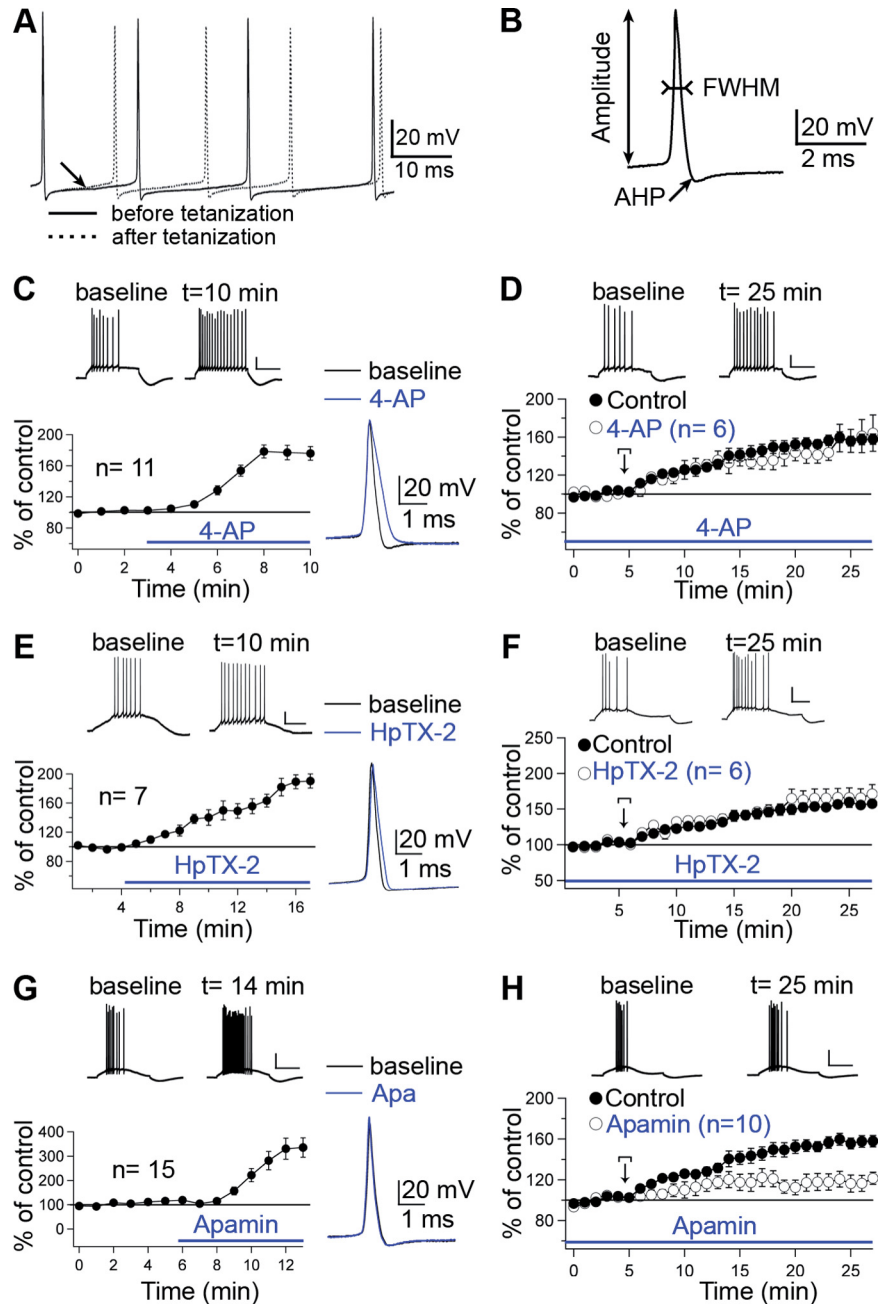 A
20 mV
10 ms
before tetanization
after tetanization
B
Amplitude
FWHM
AHP
20 mV
2 ms
C
baseline t=10 min
baseline
4-AP
% of control
200
160
120
80
n= 11
4-AP
0 2 4 6 8 10
Time (min)
20 mV
1 ms
D
baseline t= 25 min
Control
4-AP (n= 6)
% of control
200
160
120
80
4-AP
0 5 10 15 20 25
Time (min)
E
baseline t=10 min
baseline
HpTX-2
% of control
200
160
120
80
n= 7
HpTX-2
4 8 12 16
Time (min)
20 mV
1 ms
F
baseline t=25 min
Control
HpTX-2 (n= 6)
% of control
250
200
150
100
50
HpTX-2
5 10 15 20 25
Time (min)
G
baseline t= 14 min
baseline
Apa
% of control
400
300
200
100
0
n= 15
Apamin
0 2 4 6 8 10 12
Time (min)
20 mV
1 ms
H
baseline t= 25 min
Control
Apamin (n=10)
% of control
200
160
120
80
Apamin
0 5 10 15 20 25
Time (min)